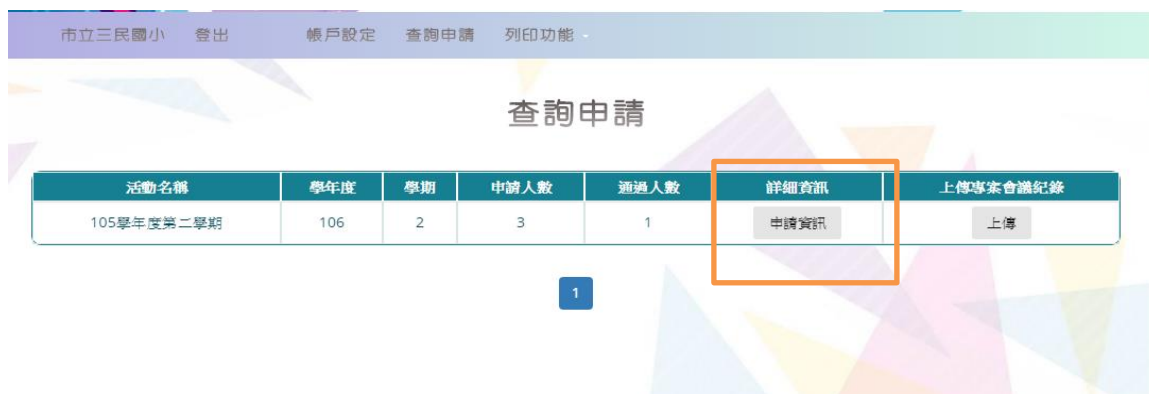 市立三民國小 登出 帳戶設定 查詢申請 列印功能
查詢申請
活動名稱 學年度 學期 申請人數 通過人數 詳細資訊 上傳專案會議紀錄
105學年度第二學期 106 2 3 1 申請資訊 上傳
1